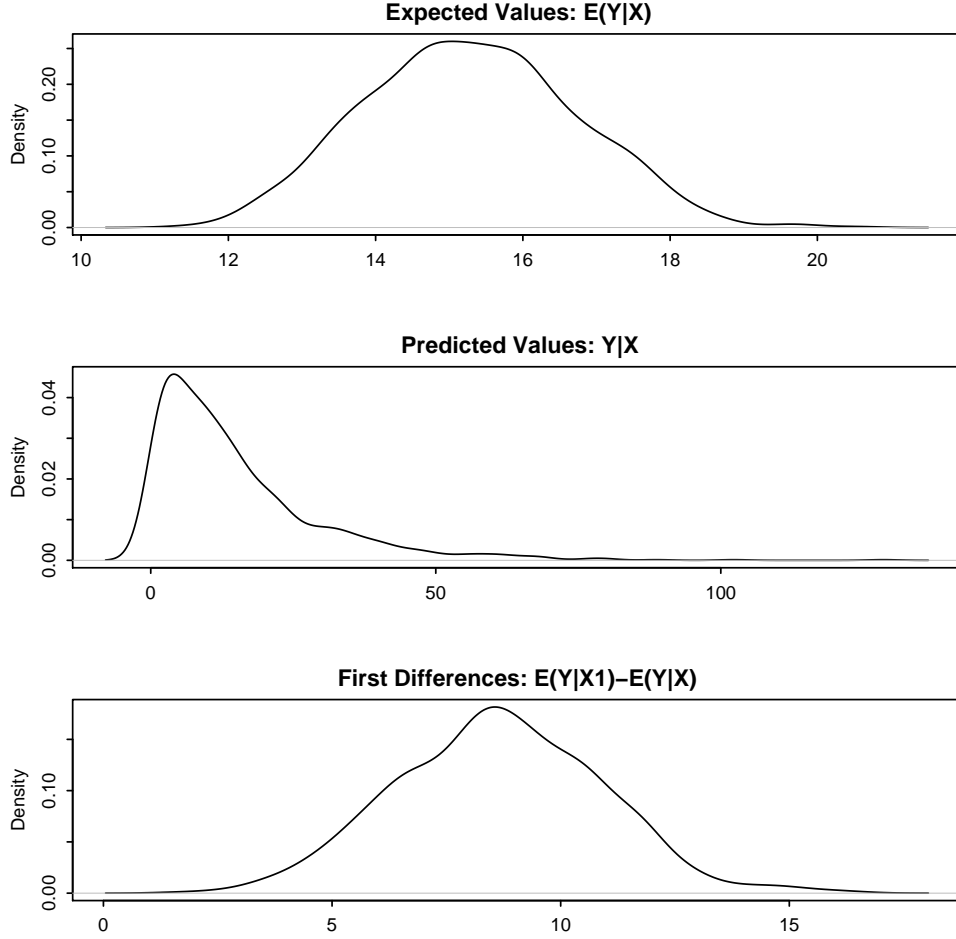 Expected Values: E(Y|X)
Density
0.00 0.10 0.20
10 12 14 16 18 20
Predicted Values: Y|X
Density
0.00 0.02 0.04
0 50 100
First Differences: E(Y|X1)−E(Y|X)
Density
0.00 0.10
0 5 10 15